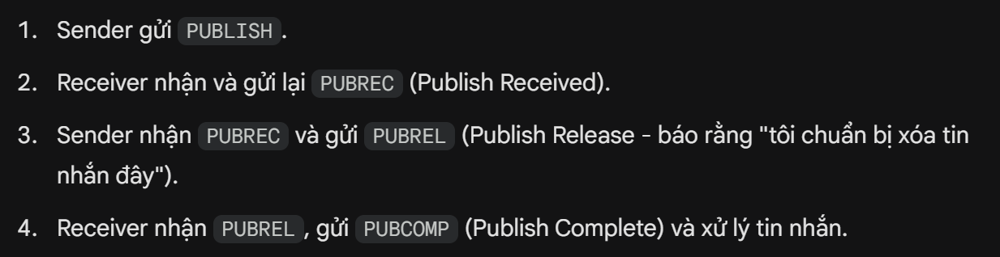 1. Sender gửi PUBLISH.
2. Receiver nhận và gửi lại PUBREC (Publish Received).
3. Sender nhận PUBREC và gửi PUBREL (Publish Release - báo rằng "tôi chuẩn bị xóa tin
nhắn đây").
4. Receiver nhận PUBREL, gửi PUBCOMP (Publish Complete) và xử lý tin nhắn.